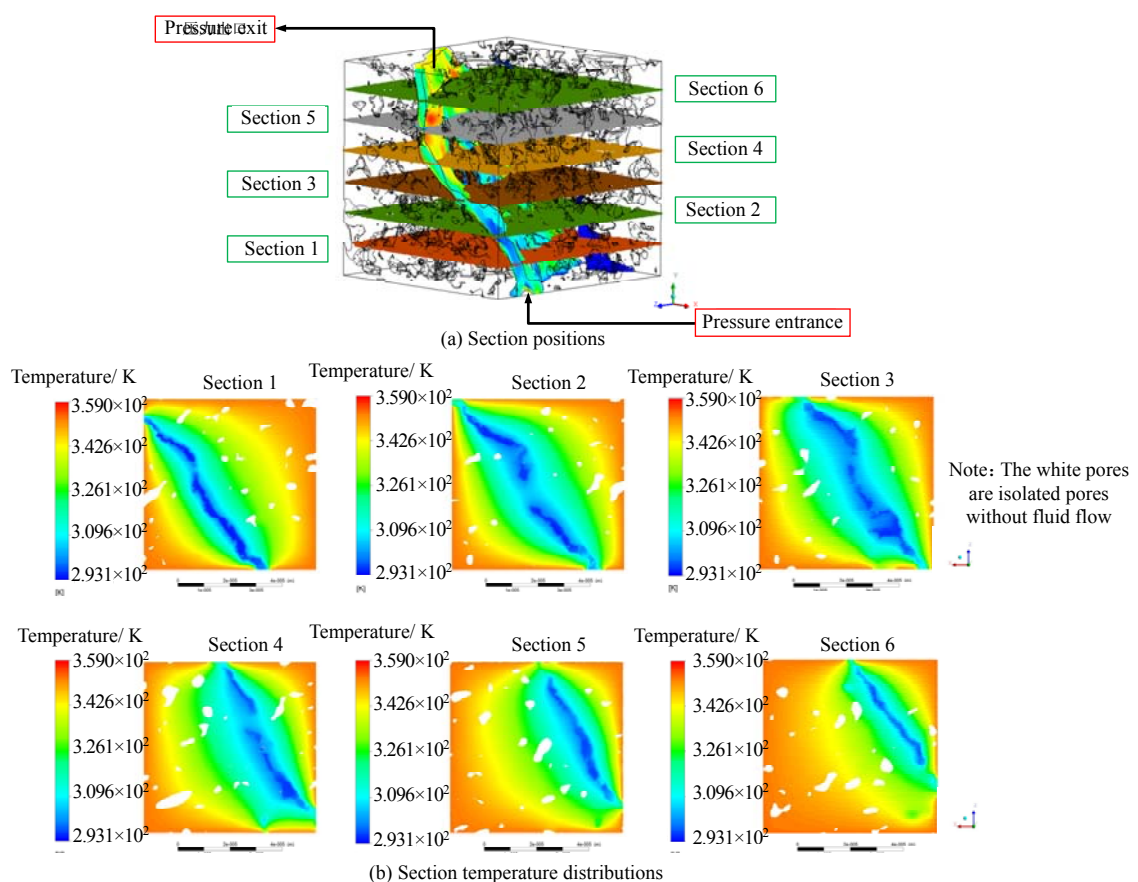 Pressure exit
Section 6
Section 5
Section 4
Section 3
Section 2
Section 1
Pressure entrance
(a) Section positions
Temperature/ K
Section 1
3.590×10²
3.426×10²
3.261×10²
3.096×10²
2.931×10²
[K]
Temperature/ K
Section 2
3.590×10²
3.426×10²
3.261×10²
3.096×10²
2.931×10²
[K]
Temperature/ K
Section 3
3.590×10²
3.426×10²
3.261×10²
3.096×10²
2.931×10²
[K]
Note: The white pores
are isolated pores
without fluid flow
Temperature/ K
Section 4
3.590×10²
3.426×10²
3.261×10²
3.096×10²
2.931×10²
Temperature/ K
Section 5
3.590×10²
3.426×10²
3.261×10²
3.096×10²
2.931×10²
Temperature/ K
Section 6
3.590×10²
3.426×10²
3.261×10²
3.096×10²
2.931×10²
(b) Section temperature distributions